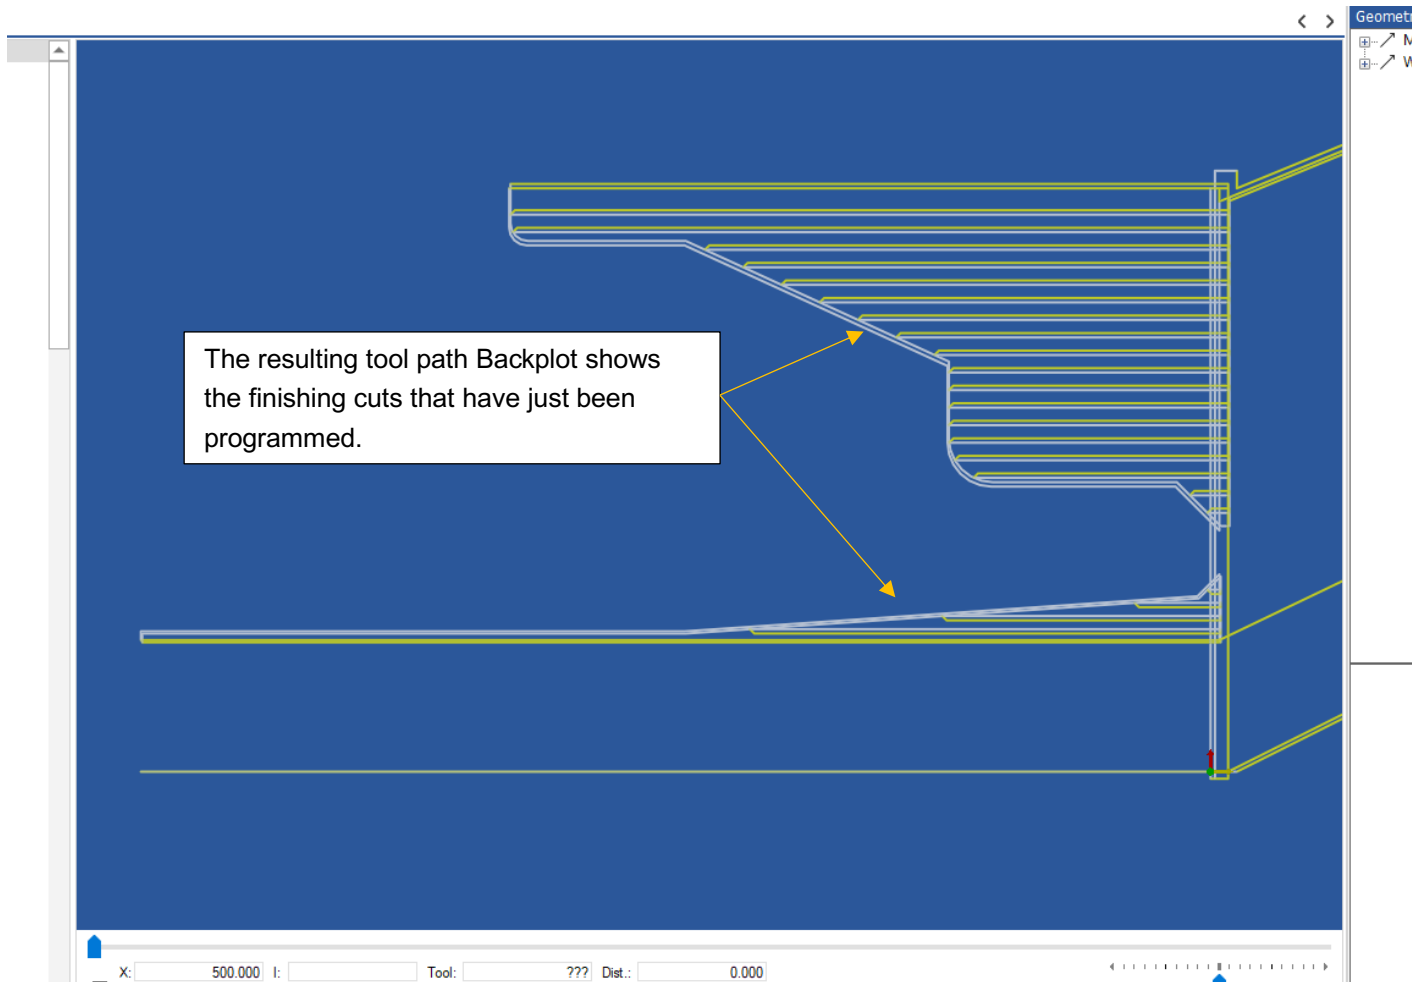 Geomet
M
W
The resulting tool path Backplot shows
the finishing cuts that have just been
programmed.
X: 500.000 I: Tool: ??? Dist.: 0.000